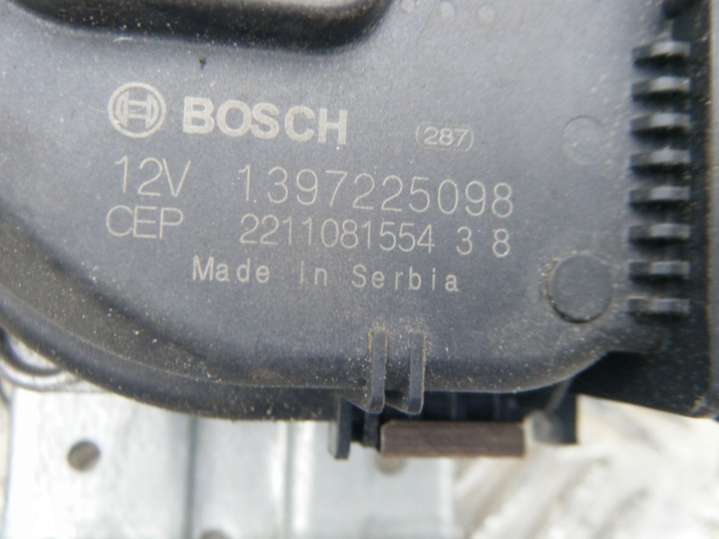 BOSCH (287)
12V 1397225098
CEP 2211081554 3 8
Made in Serbia